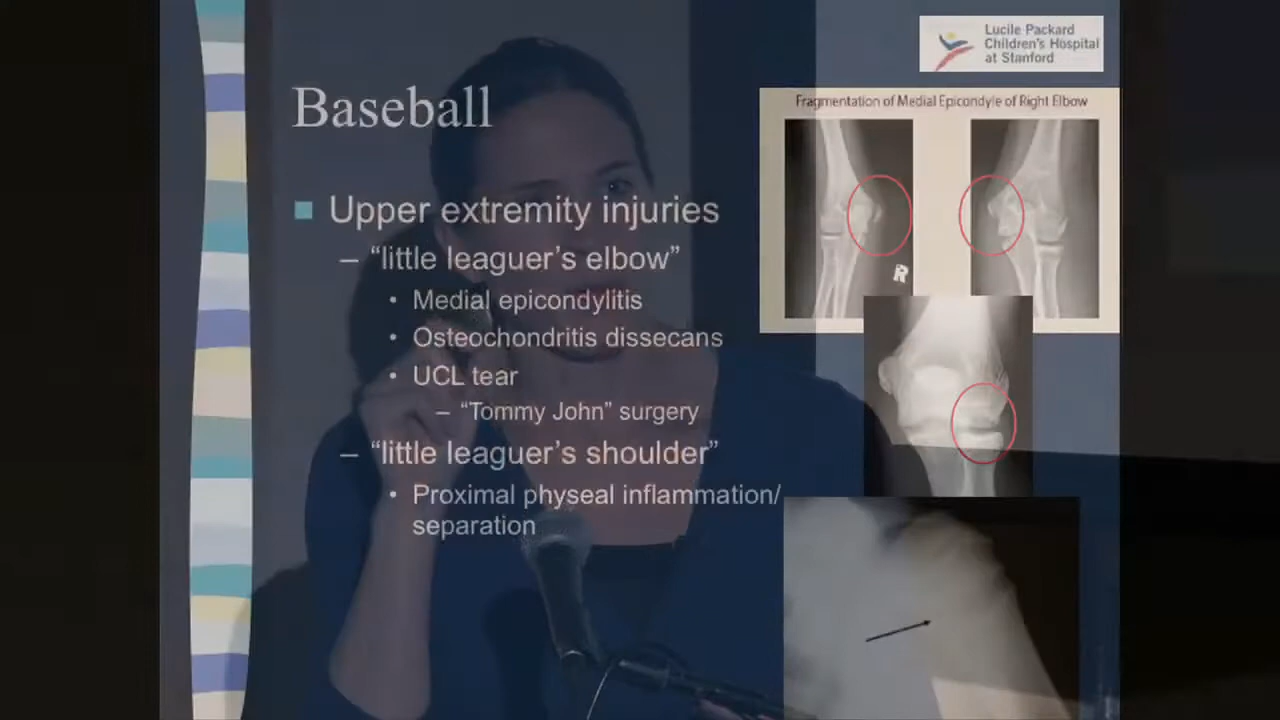 Lucile Packard
Children's Hospital
at Stanford
Baseball
Fragmentation of Medial Epicondyle of Right Elbow
R
Upper extremity injuries
– “little leaguer’s elbow”
• Medial epicondylitis
• Osteochondritis dissecans
• UCL tear
– “Tommy John” surgery
– “little leaguer’s shoulder”
• Proximal physeal inflammation/
separation